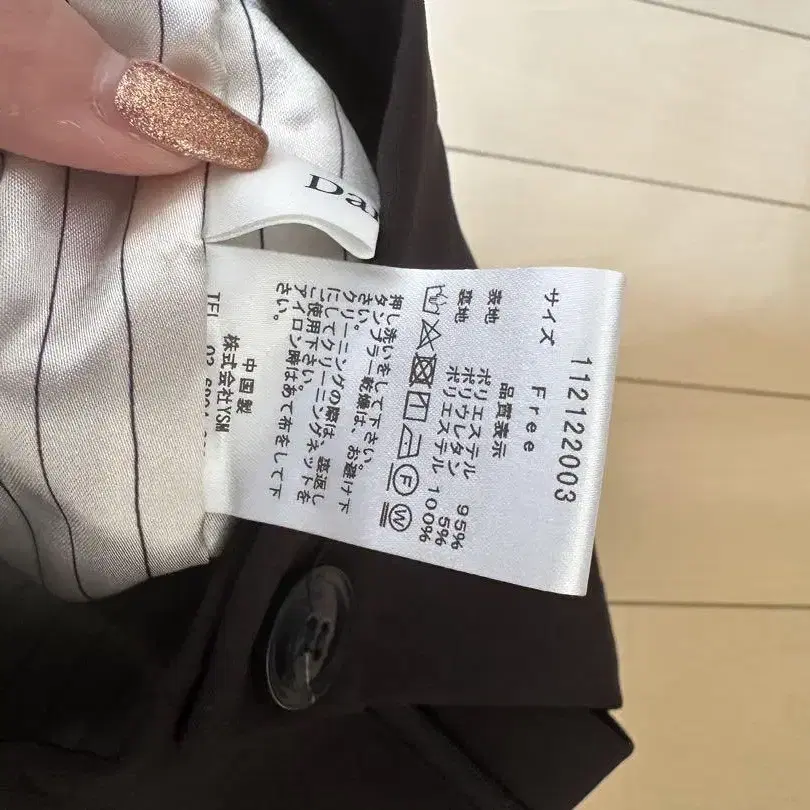 Da
112122003
サイズ Free
品質表示
表地 ポリエステル 95%
ポリウレタン 5%
裏地 ポリエステル 100%
F W
押し洗いをして下さい。
タンブラー乾燥は、お避け下
さい。
クリーニングの際は、裏返し
にしてクリーニングネットを
ご使用下さい。
アイロン時はあて布をして下
さい。
中国製
株式会社YSM
TEL